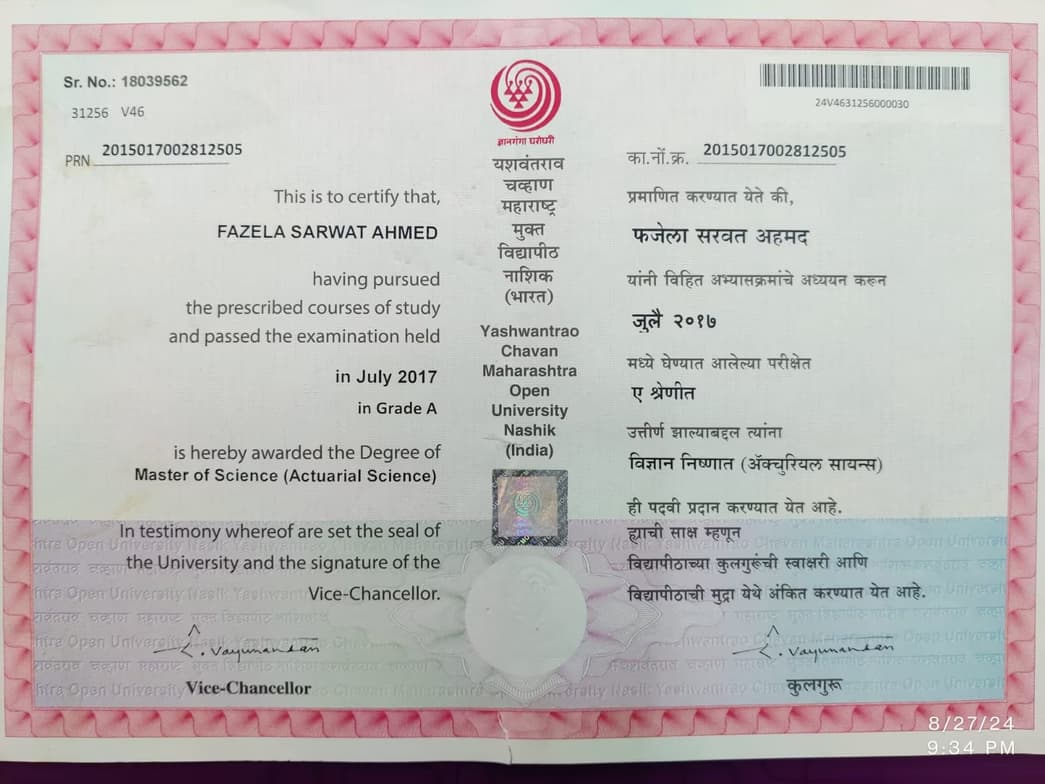 Sr. No.: 18039562
31256 V46
PRN 2015017002812505
This is to certify that,
FAZELA SARWAT AHMED
having pursued
the prescribed courses of study
and passed the examination held
in July 2017
in Grade A
is hereby awarded the Degree of
Master of Science (Actuarial Science)
In testimony whereof are set the seal of
the University and the signature of the
Vice-Chancellor.
E. Vayunandan
Vice-Chancellor
ज्ञानगंगा घरोघरी
यशवंतराव
चव्हाण
महाराष्ट्र
मुक्त
विद्यापीठ
नाशिक
(भारत)
Yashwantrao
Chavan
Maharashtra
Open
University
Nashik
(India)
24V4631256000030
का.नों.क्र. 2015017002812505
प्रमाणित करण्यात येते की,
फजेला सरवत अहमद
यांनी विहित अभ्यासक्रमांचे अध्ययन करून
जुलै २०१७
मध्ये घेण्यात आलेल्या परीक्षेत
ए श्रेणीत
उत्तीर्ण झाल्याबद्दल त्यांना
विज्ञान निष्णात (ॲक्चुरियल सायन्स)
ही पदवी प्रदान करण्यात येत आहे.
ह्याची साक्ष म्हणून
विद्यापीठाच्या कुलगुरूंची स्वाक्षरी आणि
विद्यापीठाची मुद्रा येथे अंकित करण्यात येत आहे.
E. Vayunandan
कुलगुरू
8/27/24
9:34 PM